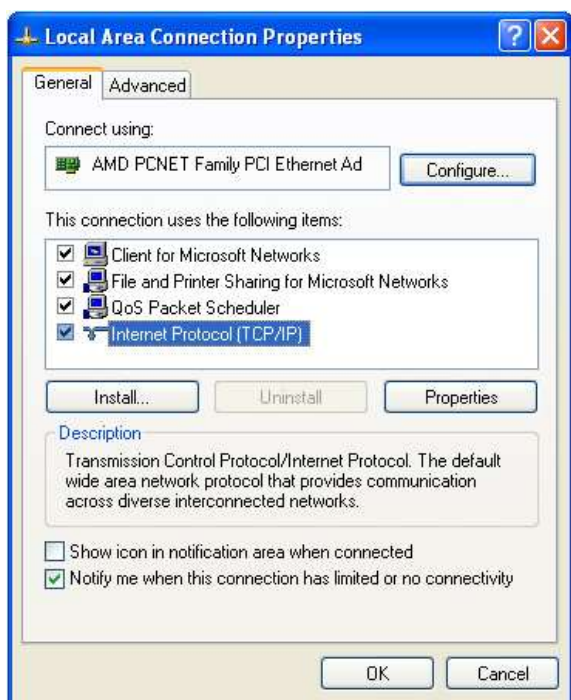 Local Area Connection Properties
General
Advanced
Connect using:
AMD PCNET Family PCI Ethernet Ad
Configure...
This connection uses the following items:
Client for Microsoft Networks
File and Printer Sharing for Microsoft Networks
QoS Packet Scheduler
Internet Protocol (TCP/IP)
Install...
Uninstall
Properties
Description
Transmission Control Protocol/Internet Protocol. The default
wide area network protocol that provides communication
across diverse interconnected networks.
Show icon in notification area when connected
Notify me when this connection has limited or no connectivity
OK
Cancel